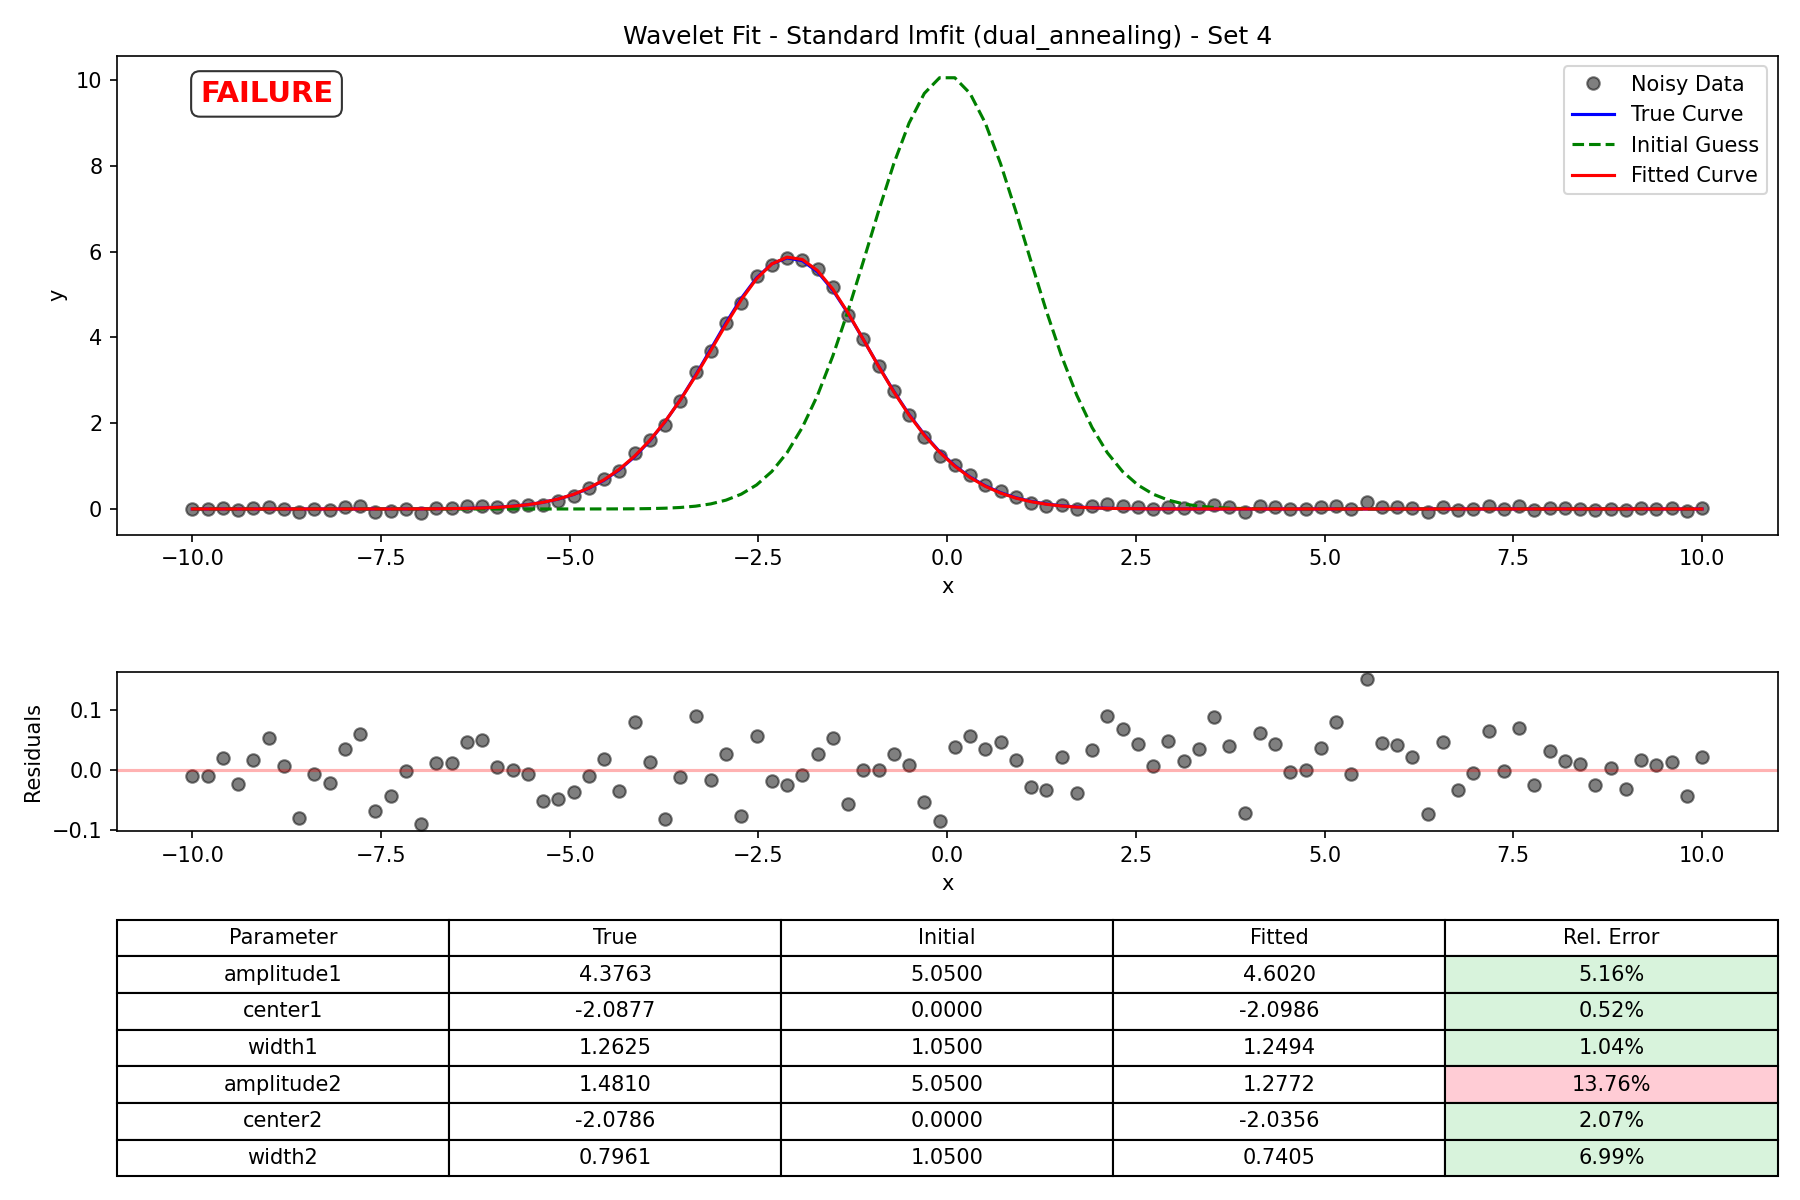 Wavelet Fit - Standard lmfit (dual_annealing) - Set 4
FAILURE
Noisy Data
True Curve
Initial Guess
Fitted Curve
10
8
6
4
2
0
y
−10.0 −7.5 −5.0 −2.5 0.0 2.5 5.0 7.5 10.0
x
0.1
0.0
−0.1
Residuals
−10.0 −7.5 −5.0 −2.5 0.0 2.5 5.0 7.5 10.0
x
Parameter True Initial Fitted Rel. Error
amplitude1 4.3763 5.0500 4.6020 5.16%
center1 -2.0877 0.0000 -2.0986 0.52%
width1 1.2625 1.0500 1.2494 1.04%
amplitude2 1.4810 5.0500 1.2772 13.76%
center2 -2.0786 0.0000 -2.0356 2.07%
width2 0.7961 1.0500 0.7405 6.99%